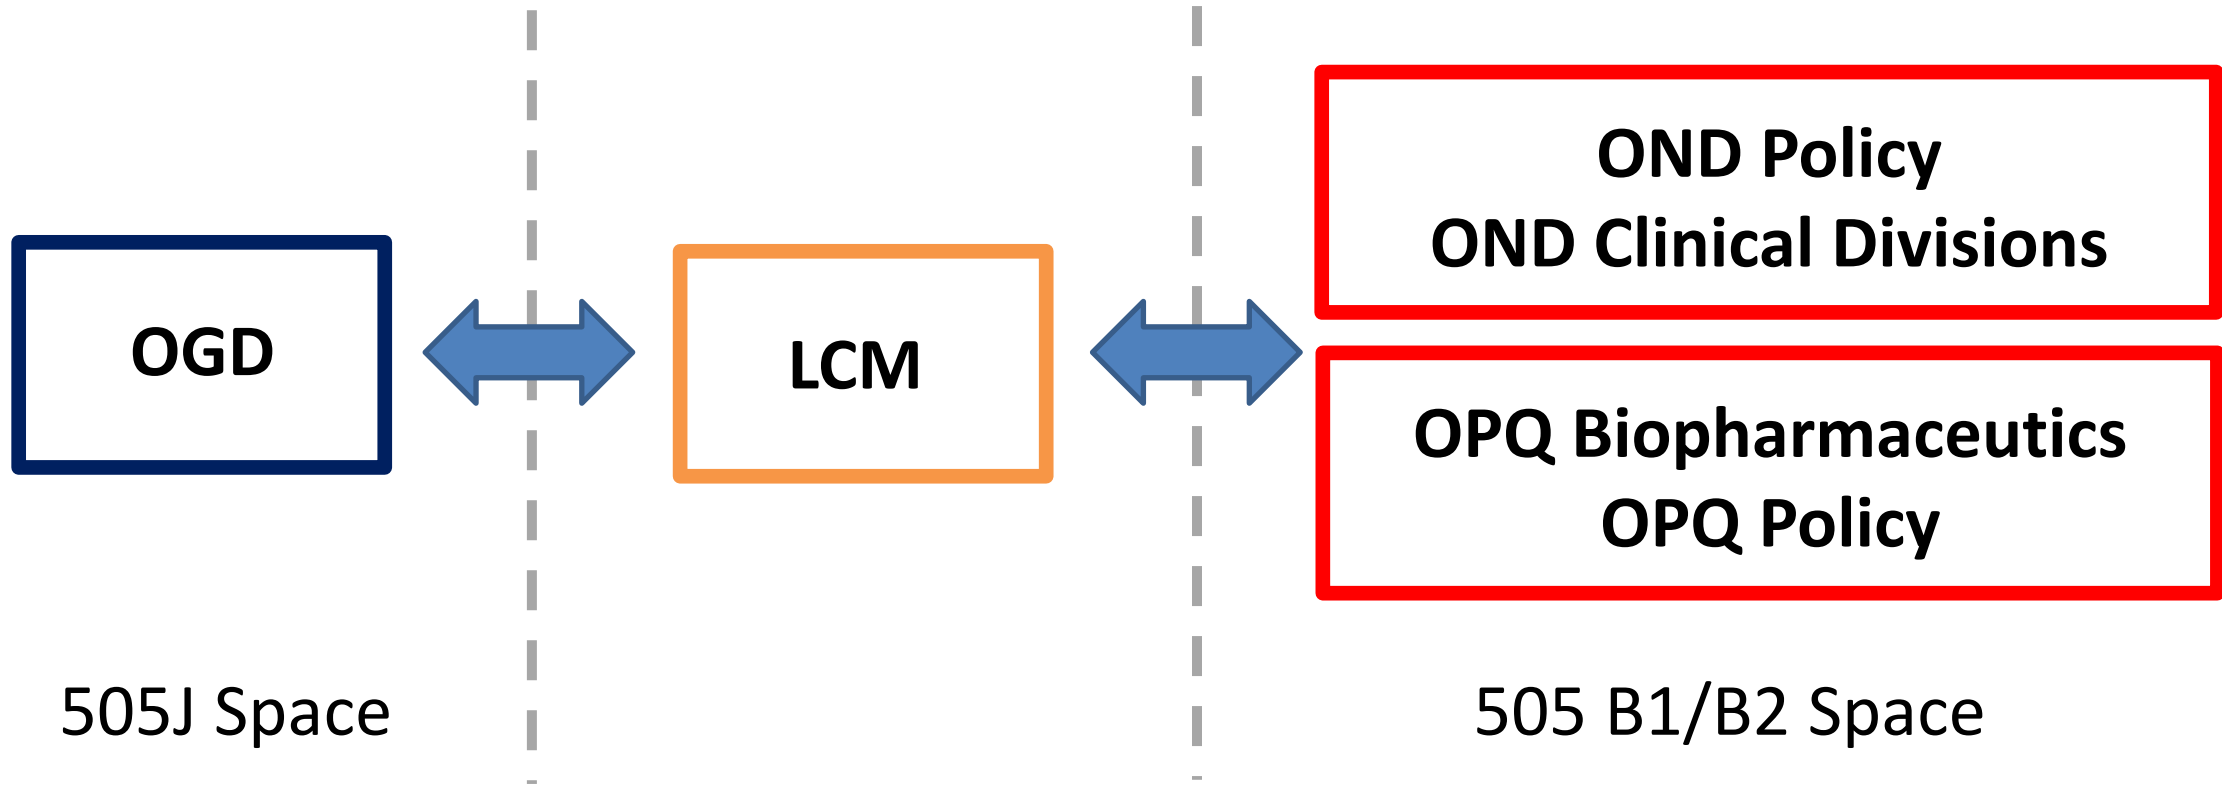 OGD
LCM
OND Policy
OND Clinical Divisions
OPQ Biopharmaceutics
OPQ Policy
505J Space
505 B1/B2 Space